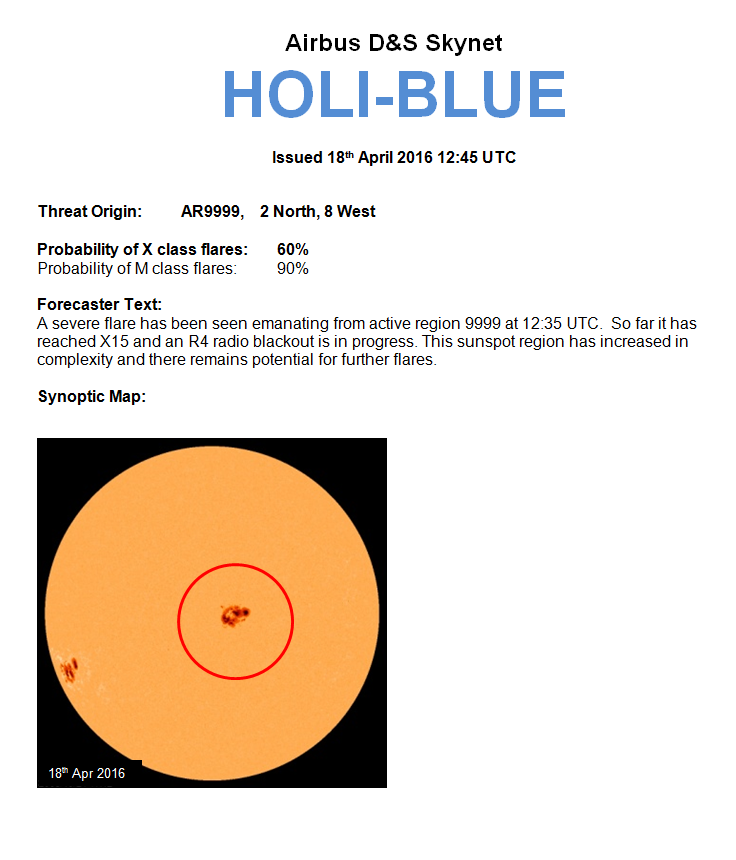 Airbus D&S Skynet
HOLI-BLUE
Issued 18th April 2016 12:45 UTC
Threat Origin: AR9999, 2 North, 8 West
Probability of X class flares: 60%
Probability of M class flares: 90%
Forecaster Text:
A severe flare has been seen emanating from active region 9999 at 12:35 UTC. So far it has
reached X15 and an R4 radio blackout is in progress. This sunspot region has increased in
complexity and there remains potential for further flares.
Synoptic Map:
18th Apr 2016